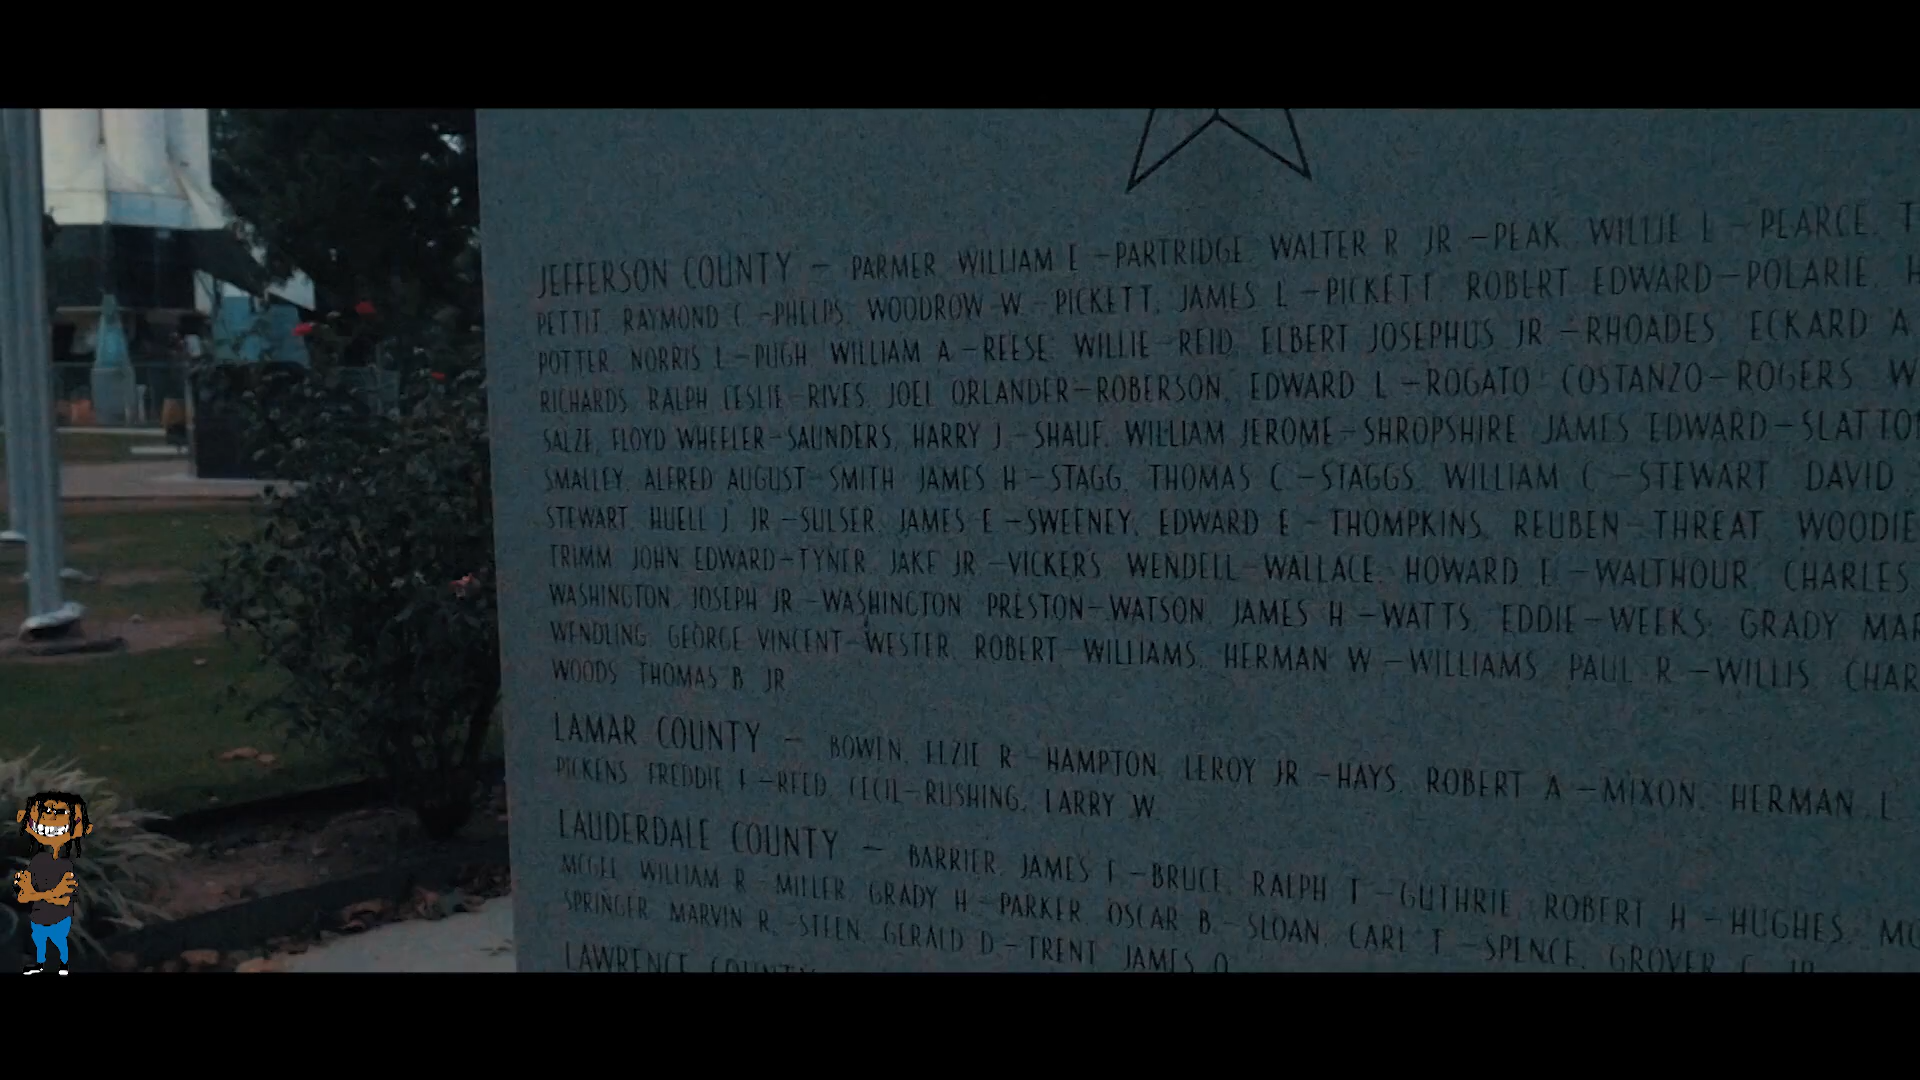 JEFFERSON COUNTY – PARMER, WILLIAM E – PARTRIDGE, WALTER R JR – PEAK, WILLIE L – PEARCE, T
PETTIT, RAYMOND C – PHELPS, WOODROW W – PICKETT, JAMES L – PICKETT, ROBERT EDWARD – POLARIE, H
POTTER, NORRIS L – PUGH, WILLIAM A – REESE, WILLIE – REID, ELBERT JOSEPHUS JR – RHOADES, ECKARD A
RICHARDS, RALPH LESLIE – RIVES, JOEL ORLANDER – ROBERSON, EDWARD L – ROGATO, COSTANZO – ROGERS, W
SALZE, FLOYD WHEELER – SAUNDERS, HARRY J – SHAUF, WILLIAM JEROME – SHROPSHIRE, JAMES EDWARD – SLATTO
SMALLEY, ALFRED AUGUST – SMITH, JAMES H – STAGG, THOMAS C – STAGGS, WILLIAM C – STEWART, DAVID
STEWART, HUELL J JR – SULSER, JAMES E – SWEENEY, EDWARD E – THOMPKINS, REUBEN – THREAT, WOODIE
TRIMM, JOHN EDWARD – TYNER, JAKE JR – VICKERS, WENDELL – WALLACE, HOWARD E – WALTHOUR, CHARLES
WASHINGTON, JOSEPH JR – WASHINGTON, PRESTON – WATSON, JAMES H – WATTS, EDDIE – WEEKS, GRADY MAR
WENDLING, GEORGE VINCENT – WESTER, ROBERT – WILLIAMS, HERMAN W – WILLIAMS, PAUL R – WILLIS, CHAR
WOODS, THOMAS B JR
LAMAR COUNTY – BOWEN, ELZIE R – HAMPTON, LEROY JR – HAYS, ROBERT A – MIXON, HERMAN L
PICKENS, FREDDIE F – REED, CECIL – RUSHING, LARRY W
LAUDERDALE COUNTY – BARRIER, JAMES F – BRUCE, RALPH T – GUTHRIE, ROBERT H – HUGHES, MC
MCGEE, WILLIAM R – MILLER, GRADY H – PARKER, OSCAR B – SLOAN, CARL T – SPENCE, GROVER C JR
SPRINGER, MARVIN R – STEEN, GERALD D – TRENT, JAMES O
LAWRENCE COUNTY